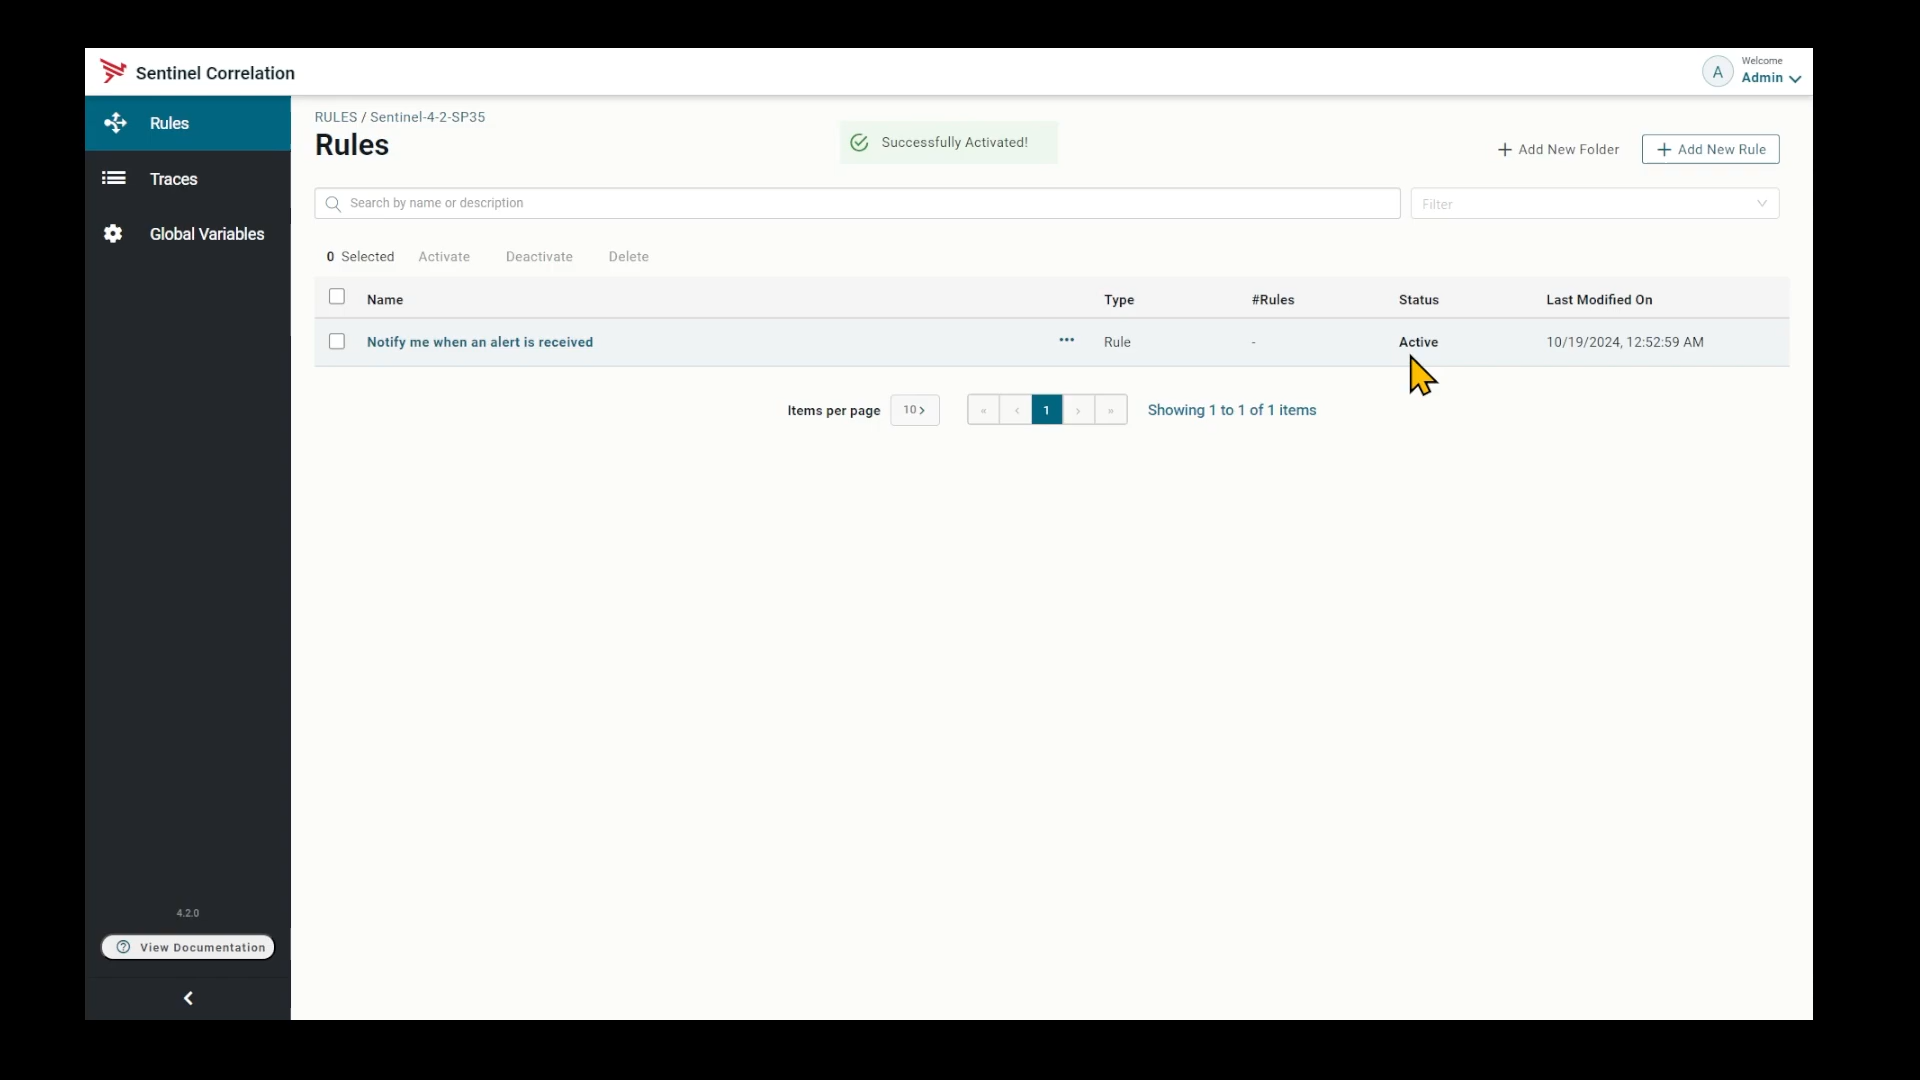 Sentinel Correlation
A
Welcome
Admin
Rules
Traces
Global Variables
RULES / Sentinel-4-2-SP35
Rules
Successfully Activated!
+ Add New Folder
+ Add New Rule
Search by name or description
Filter
0 Selected Activate Deactivate Delete
Name Type #Rules Status Last Modified On
Notify me when an alert is received ••• Rule - Active 10/19/2024, 12:52:59 AM
Items per page 10 > « ‹ 1 › » Showing 1 to 1 of 1 items
4.2.0
View Documentation